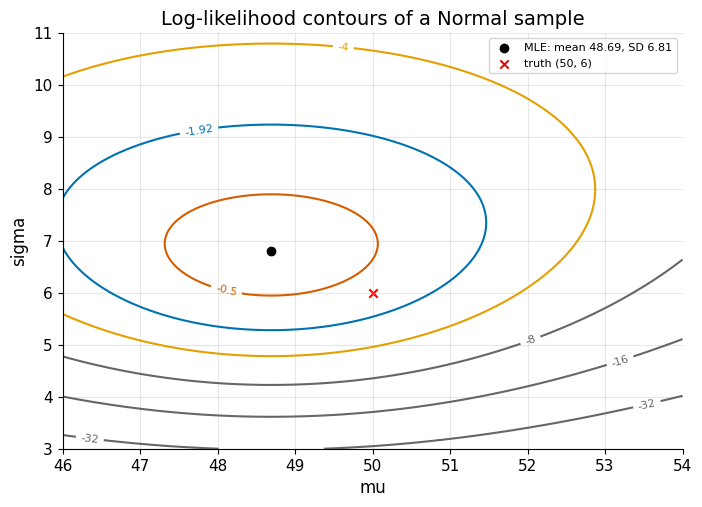 Log-likelihood contours of a Normal sample
MLE: mean 48.69, SD 6.81
truth (50, 6)
11
10
9
8
7
6
5
4
3
sigma
-4
-1.92
-0.5
-8
-16
-32
-32
46 47 48 49 50 51 52 53 54
mu